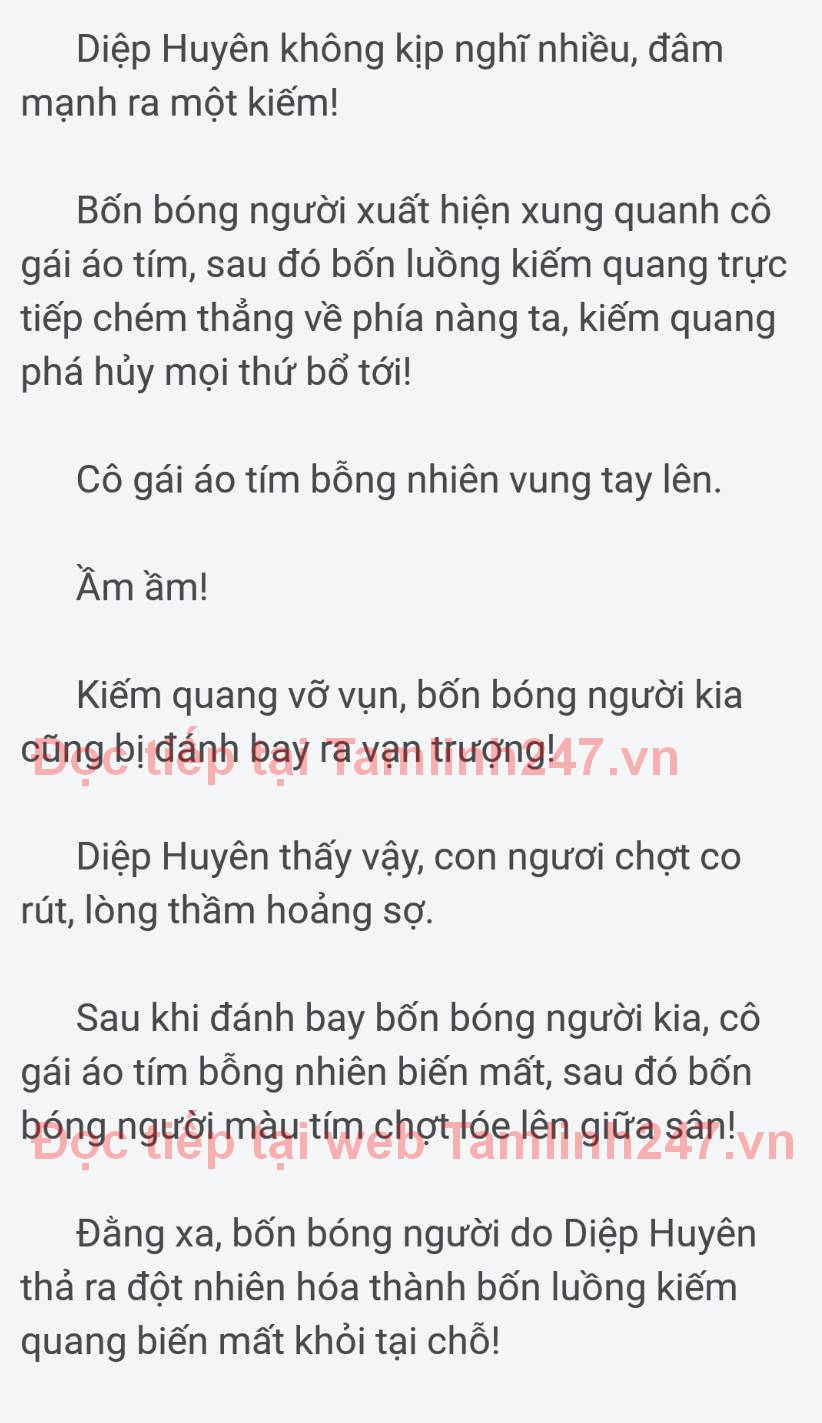 Diệp Huyên không kịp nghĩ nhiều, đâm
mạnh ra một kiếm!
Bốn bóng người xuất hiện xung quanh cô
gái áo tím, sau đó bốn luồng kiếm quang trực
tiếp chém thẳng về phía nàng ta, kiếm quang
phá hủy mọi thứ bổ tới!
Cô gái áo tím bỗng nhiên vung tay lên.
Ầm ầm!
Kiếm quang vỡ vụn, bốn bóng người kia
cũng bị đánh bay ra vạn trượng!
Đọc tiếp tại Tamlinh247.vn
Diệp Huyên thấy vậy, con ngươi chợt co
rút, lòng thầm hoảng sợ.
Sau khi đánh bay bốn bóng người kia, cô
gái áo tím bỗng nhiên biến mất, sau đó bốn
bóng người màu tím chợt lóe lên giữa sân!
Đọc tiếp tại web Tamlinh247.vn
Đằng xa, bốn bóng người do Diệp Huyên
thả ra đột nhiên hóa thành bốn luồng kiếm
quang biến mất khỏi tại chỗ!